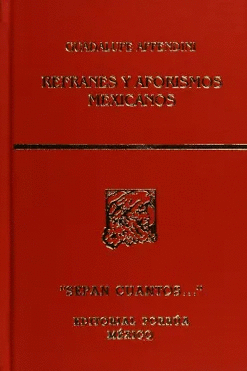 GUADALUPE APPENDINI
REFRANES Y AFORISMOS
MEXICANOS
"SEPAN CUANTOS..."
EDITORIAL PORRÚA
MÉXICO